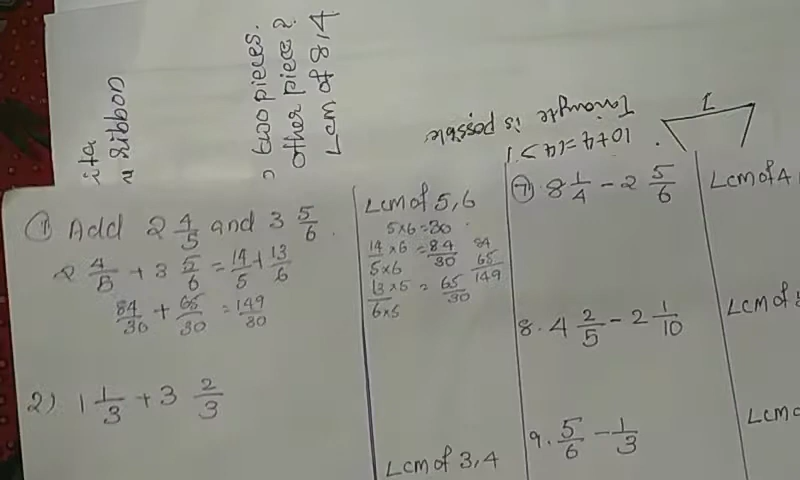 ita
a Ribbon
two pieces.
other piece?
Lcm of 8,4
Triangle is possible
10+4=14>
① Add 2 4/5 and 3 5/6.
2 4/5 + 3 5/6 = 14/5 + 13/6
84/30 + 65/30 = 149/30
2) 1 1/3 + 3 2/3
Lcm of 5,6
5×6=30
14×6/5×6 = 84/30
84
65
149
13×5/6×5 = 65/30
Lcm of 3,4
⑦. 8 1/4 - 2 5/6
8. 4 2/5 - 2 1/10
9. 5/6 - 1/3
Lcm of 4
Lcm of
Lcm